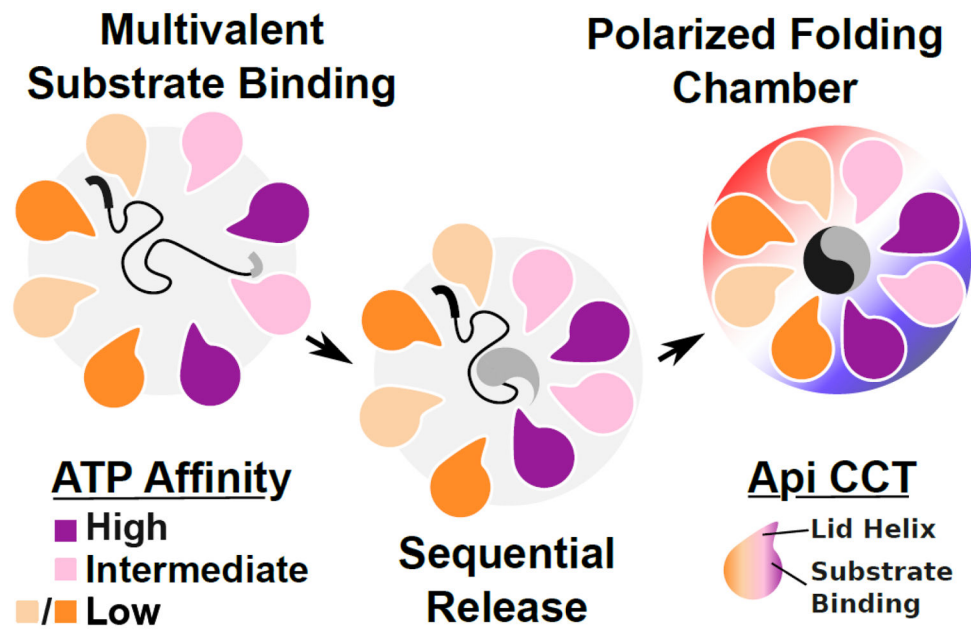 Multivalent
Substrate Binding
Polarized Folding
Chamber
ATP Affinity
High
Intermediate
/ Low
Sequential
Release
Api CCT
Lid Helix
Substrate
Binding